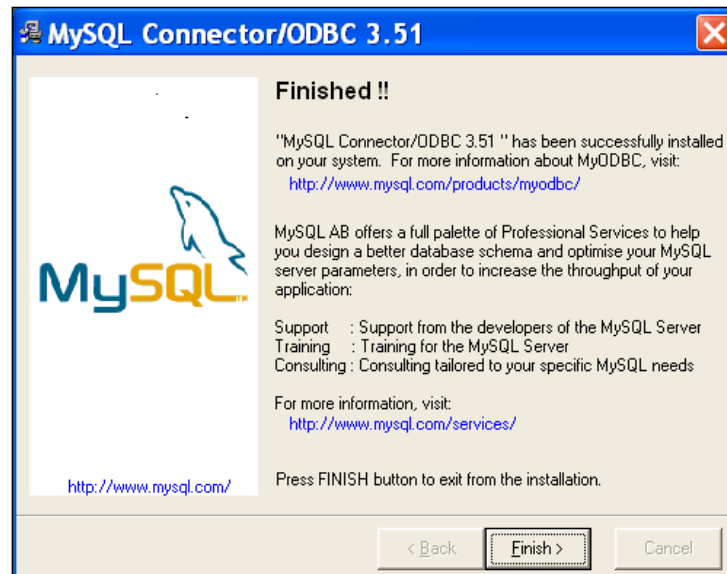 MySQL Connector/ODBC 3.51
Finished !!
"MySQL Connector/ODBC 3.51 " has been successfully installed
on your system. For more information about MyODBC, visit:
http://www.mysql.com/products/myodbc/
MySQL AB offers a full palette of Professional Services to help
you design a better database schema and optimise your MySQL
server parameters, in order to increase the throughput of your
application:
Support : Support from the developers of the MySQL Server
Training : Training for the MySQL Server
Consulting : Consulting tailored to your specific MySQL needs
For more information, visit:
http://www.mysql.com/services/
Press FINISH button to exit from the installation.
MySQL™
http://www.mysql.com/
< Back
Finish >
Cancel